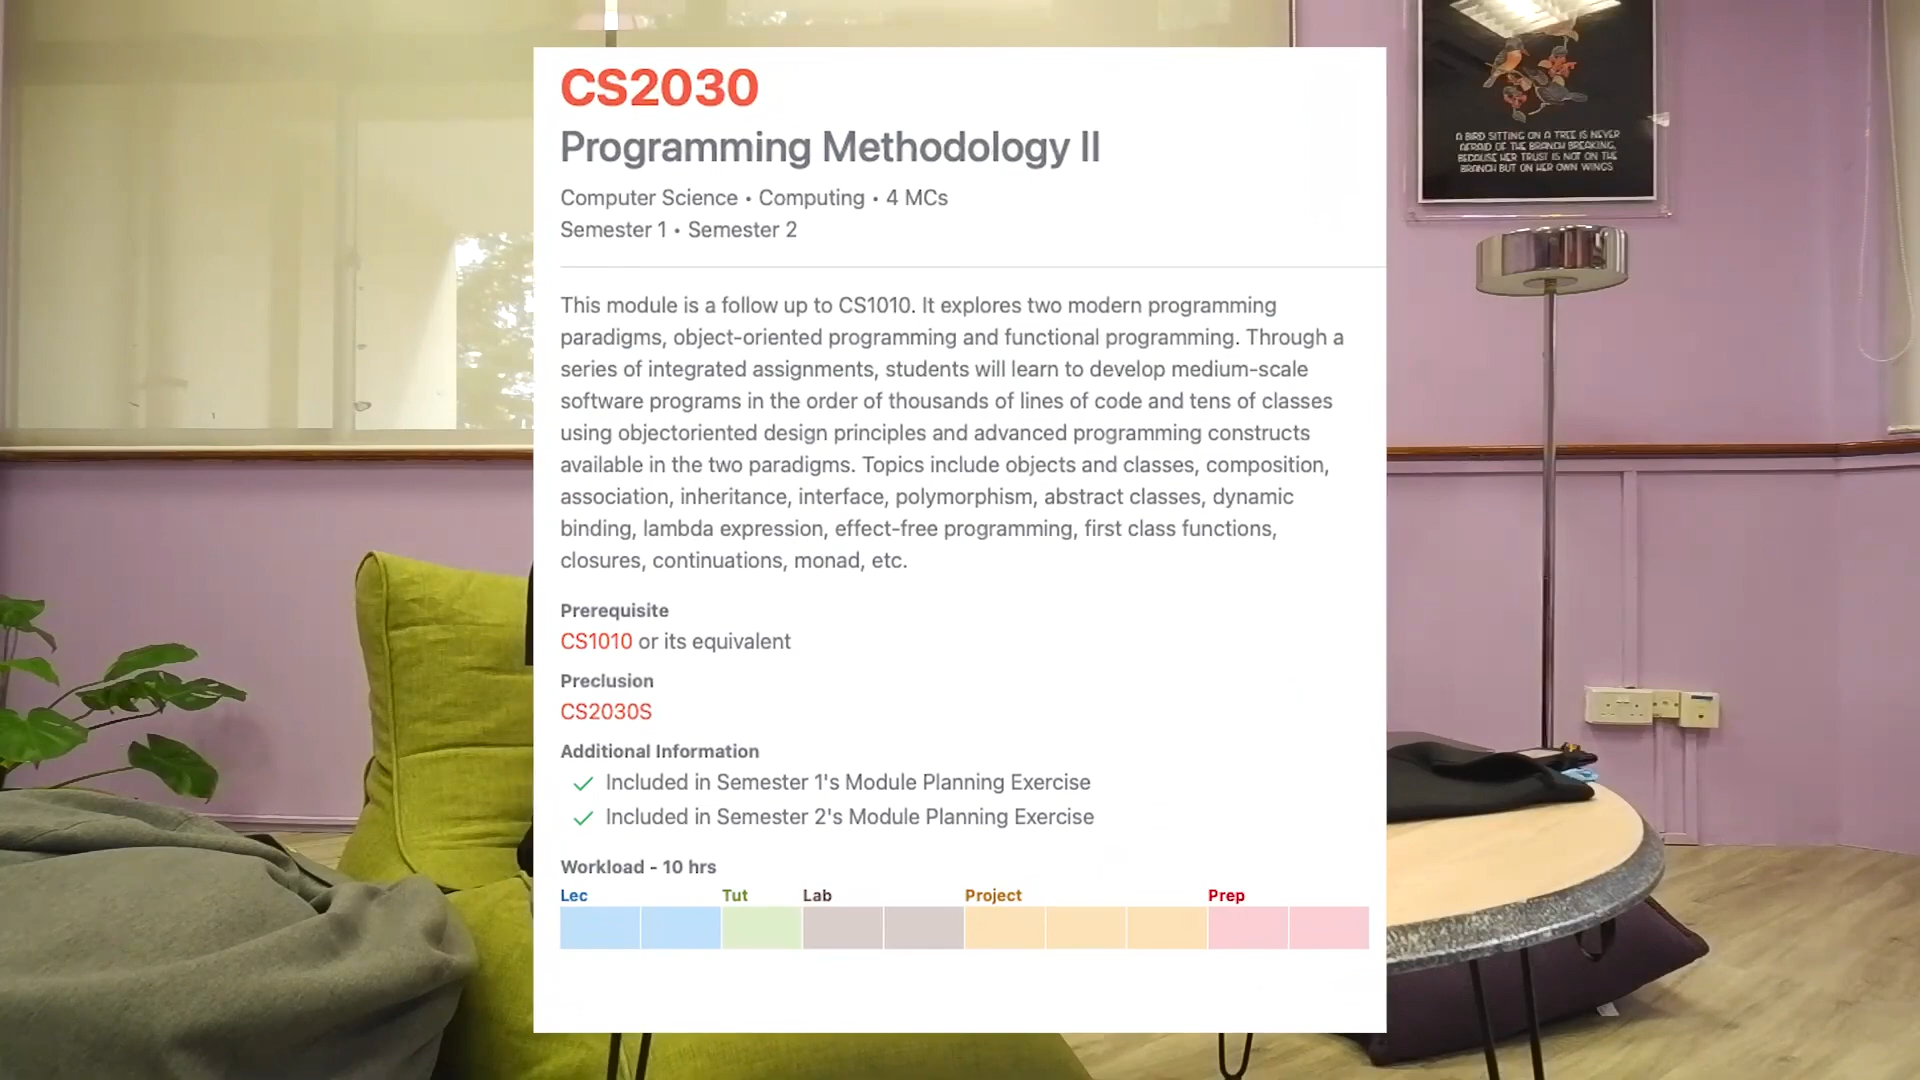 CS2030
Programming Methodology II
Computer Science • Computing • 4 MCs
Semester 1 • Semester 2
This module is a follow up to CS1010. It explores two modern programming
paradigms, object-oriented programming and functional programming. Through a
series of integrated assignments, students will learn to develop medium-scale
software programs in the order of thousands of lines of code and tens of classes
using objectoriented design principles and advanced programming constructs
available in the two paradigms. Topics include objects and classes, composition,
association, inheritance, interface, polymorphism, abstract classes, dynamic
binding, lambda expression, effect-free programming, first class functions,
closures, continuations, monad, etc.
Prerequisite
CS1010 or its equivalent
Preclusion
CS2030S
Additional Information
Included in Semester 1's Module Planning Exercise
Included in Semester 2's Module Planning Exercise
Workload - 10 hrs
Lec Tut Lab Project Prep
A BIRD SITTING ON A TREE IS NEVER
AFRAID OF THE BRANCH BREAKING,
BECAUSE HER TRUST IS NOT ON THE
BRANCH BUT ON HER OWN WINGS